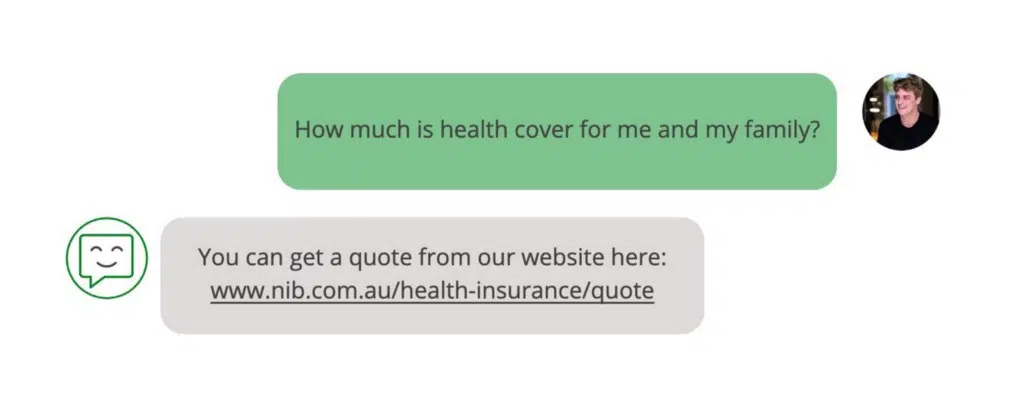 How much is health cover for me and my family?
You can get a quote from our website here:
www.nib.com.au/health-insurance/quote